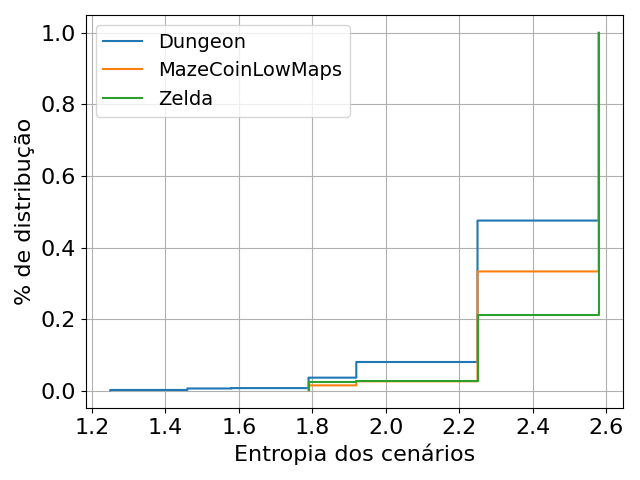 Dungeon
MazeCoinLowMaps
Zelda
% de distribução
1.0
0.8
0.6
0.4
0.2
0.0
1.2 1.4 1.6 1.8 2.0 2.2 2.4 2.6
Entropia dos cenários